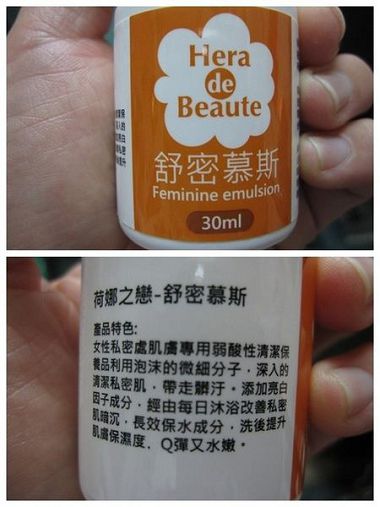 Hera
de
Beaute
舒密慕斯
Feminine emulsion
30ml
荷娜之戀-舒密慕斯
產品特色:
女性私密處肌膚專用弱酸性清潔保
養品利用泡沫的微細分子，深入的
清潔私密肌，帶走髒汙。添加亮白
因子成分，經由每日沐浴改善私密
肌暗沉，長效保水成分，洗後提升
肌膚保濕度，Q彈又水嫩。